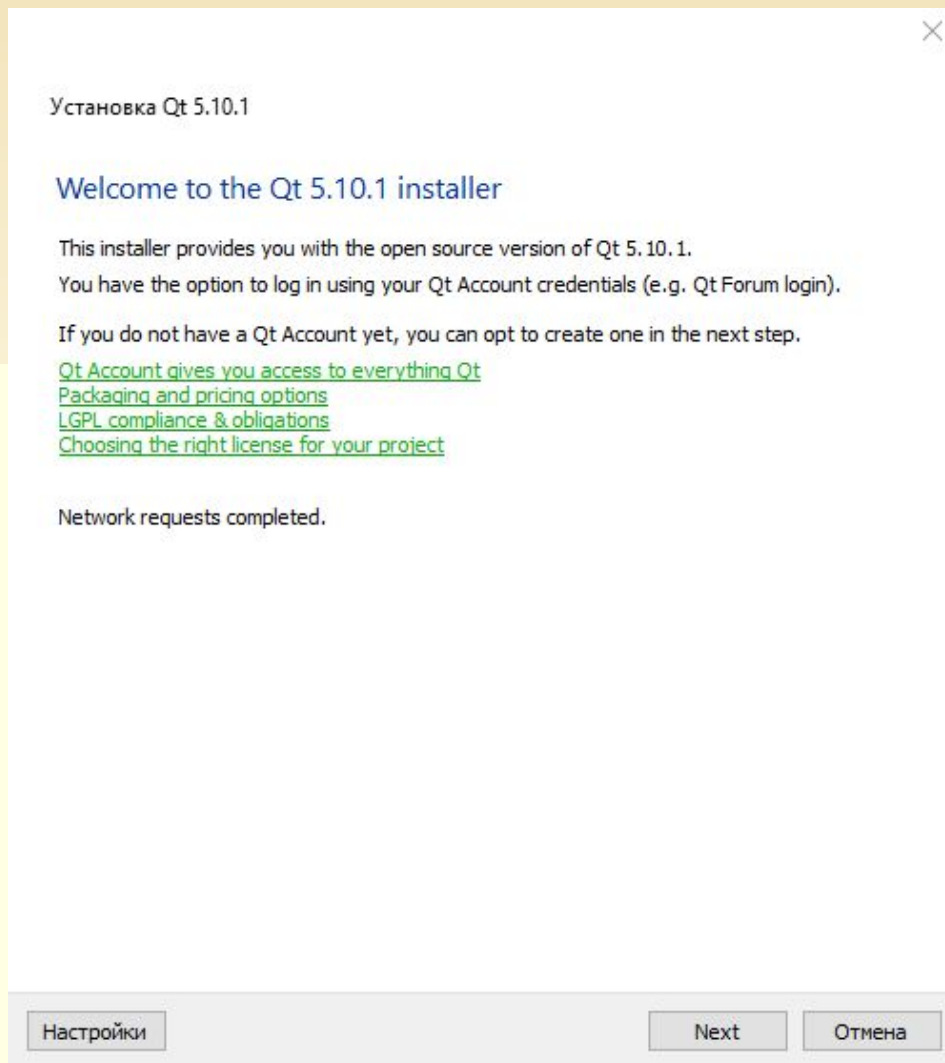 Установка Qt 5.10.1
Welcome to the Qt 5.10.1 installer
This installer provides you with the open source version of Qt 5.10.1.
You have the option to log in using your Qt Account credentials (e.g. Qt Forum login).
If you do not have a Qt Account yet, you can opt to create one in the next step.
Qt Account gives you access to everything Qt
Packaging and pricing options
LGPL compliance & obligations
Choosing the right license for your project
Network requests completed.
Настройки Next Отмена